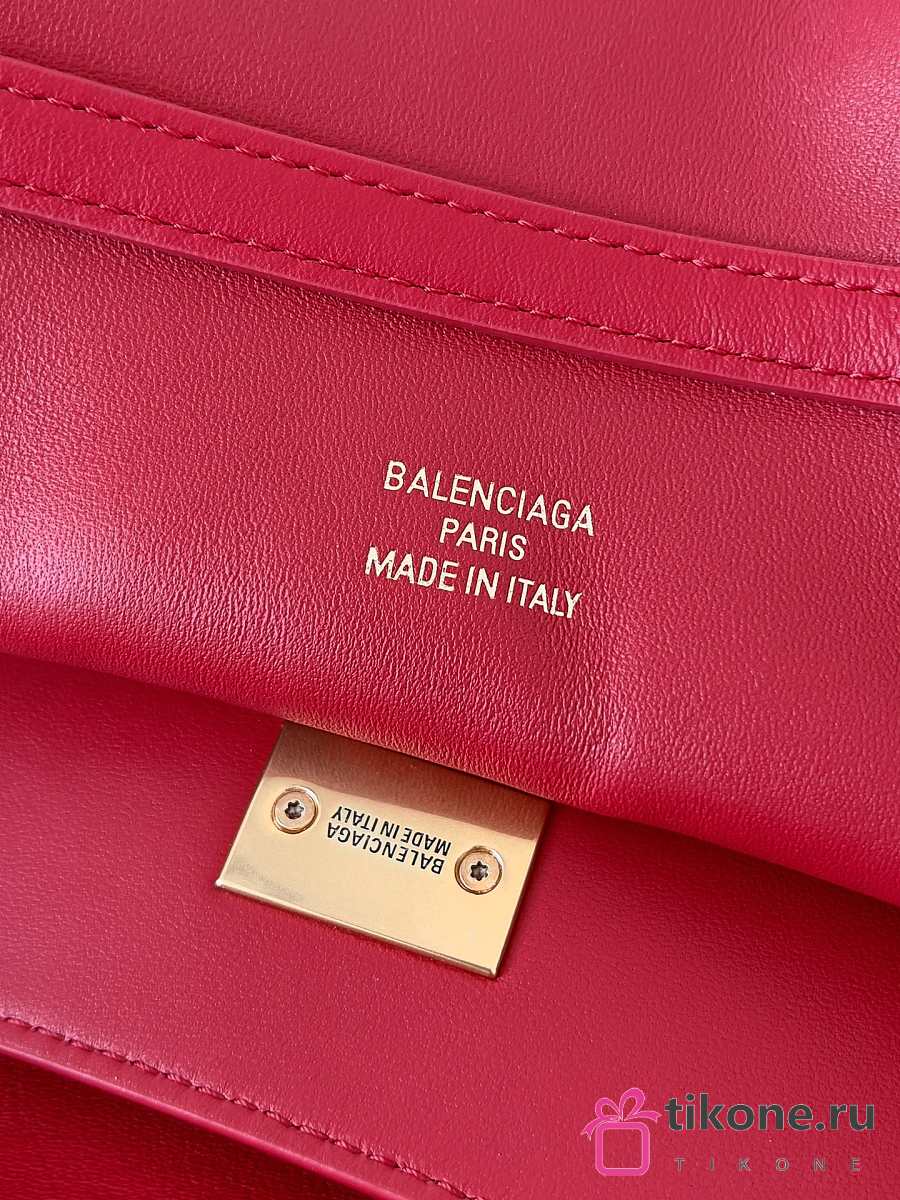 BALENCIAGA
PARIS
MADE IN ITALY
BALENCIAGA
MADE IN ITALY
tikone.ru
TIKONE